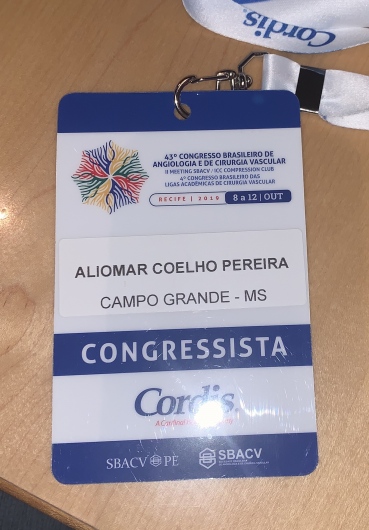 Cordis
43º CONGRESSO BRASILEIRO DE
ANGIOLOGIA E DE CIRURGIA VASCULAR
II MEETING SBACV / ICC COMPRESSION CLUB
4º CONGRESSO BRASILEIRO DAS
LIGAS ACADÊMICAS DE CIRURGIA VASCULAR
RECIFE | 2019 8 a 12 | OUT
ALIOMAR COELHO PEREIRA
CAMPO GRANDE - MS
CONGRESSISTA
Cordis.
A Cardinal
SBACV PE SBACV